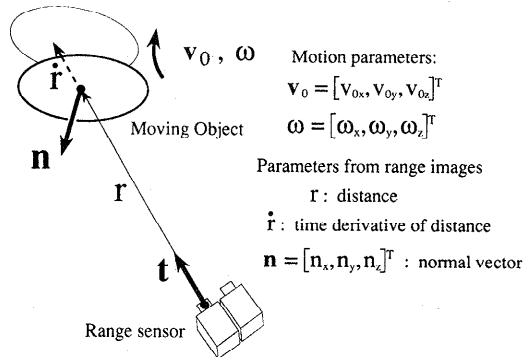 v₀ , ω
ṙ
Moving Object
n
r
t
Range sensor
Motion parameters:
v₀ = [v₀ₓ, v₀y, v₀z]ᵀ
ω = [ωₓ, ωy, ωz]ᵀ
Parameters from range images
r : distance
ṙ : time derivative of distance
n = [nₓ, ny, nz]ᵀ : normal vector